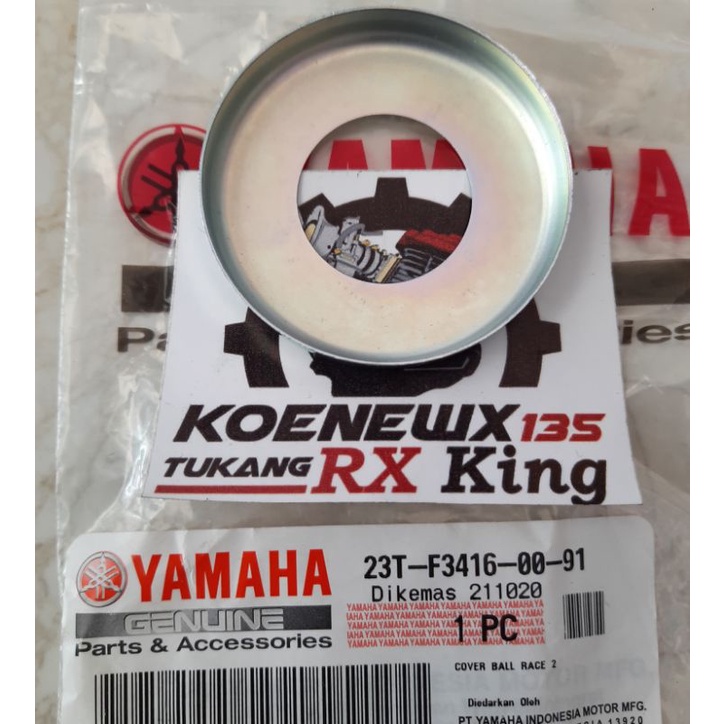 YAMAHA
KOENEWX 135
TUKANG RX King
YAMAHA
GENUINE
Parts & Accessories
23T-F3416-00-91
Dikemas 211020
1 PC
COVER BALL RACE 2
Diedarkan Oleh
PT YAMAHA INDONESIA MOTOR MFG.